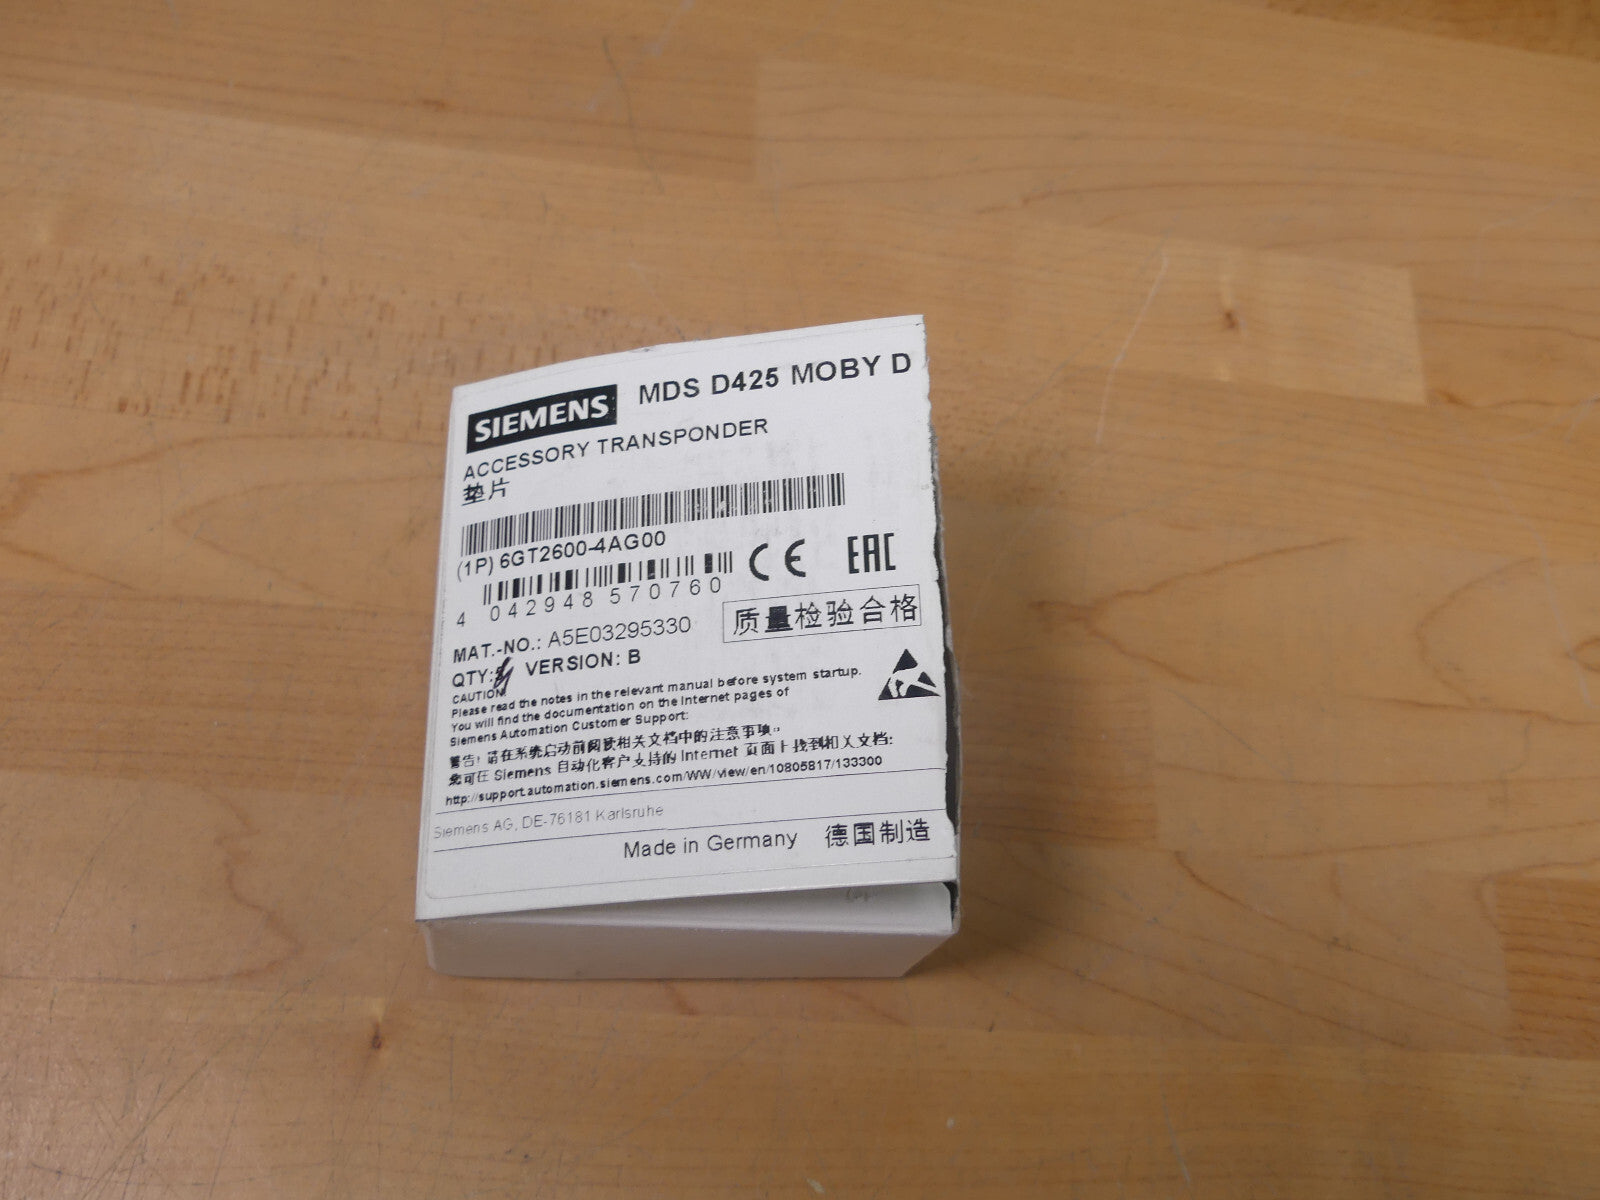 SIEMENS MDS D425 MOBY D
ACCESSORY TRANSPONDER
垫片
(1P) 6GT2600-4AG00
4 042948 570760
CE EAC
MAT.-NO.: A5E03295330
质量检验合格
QTY: VERSION: B
CAUTION!
Please read the notes in the relevant manual before system startup.
You will find the documentation on the Internet pages of
Siemens Automation Customer Support:
警告! 请在系统启动前阅读相关文档中的注意事项。
您可在 Siemens 自动化客户支持的 Internet 页面上找到相关文档:
http://support.automation.siemens.com/WW/view/en/10805817/133300
Siemens AG, DE-76181 Karlsruhe
Made in Germany 德国制造